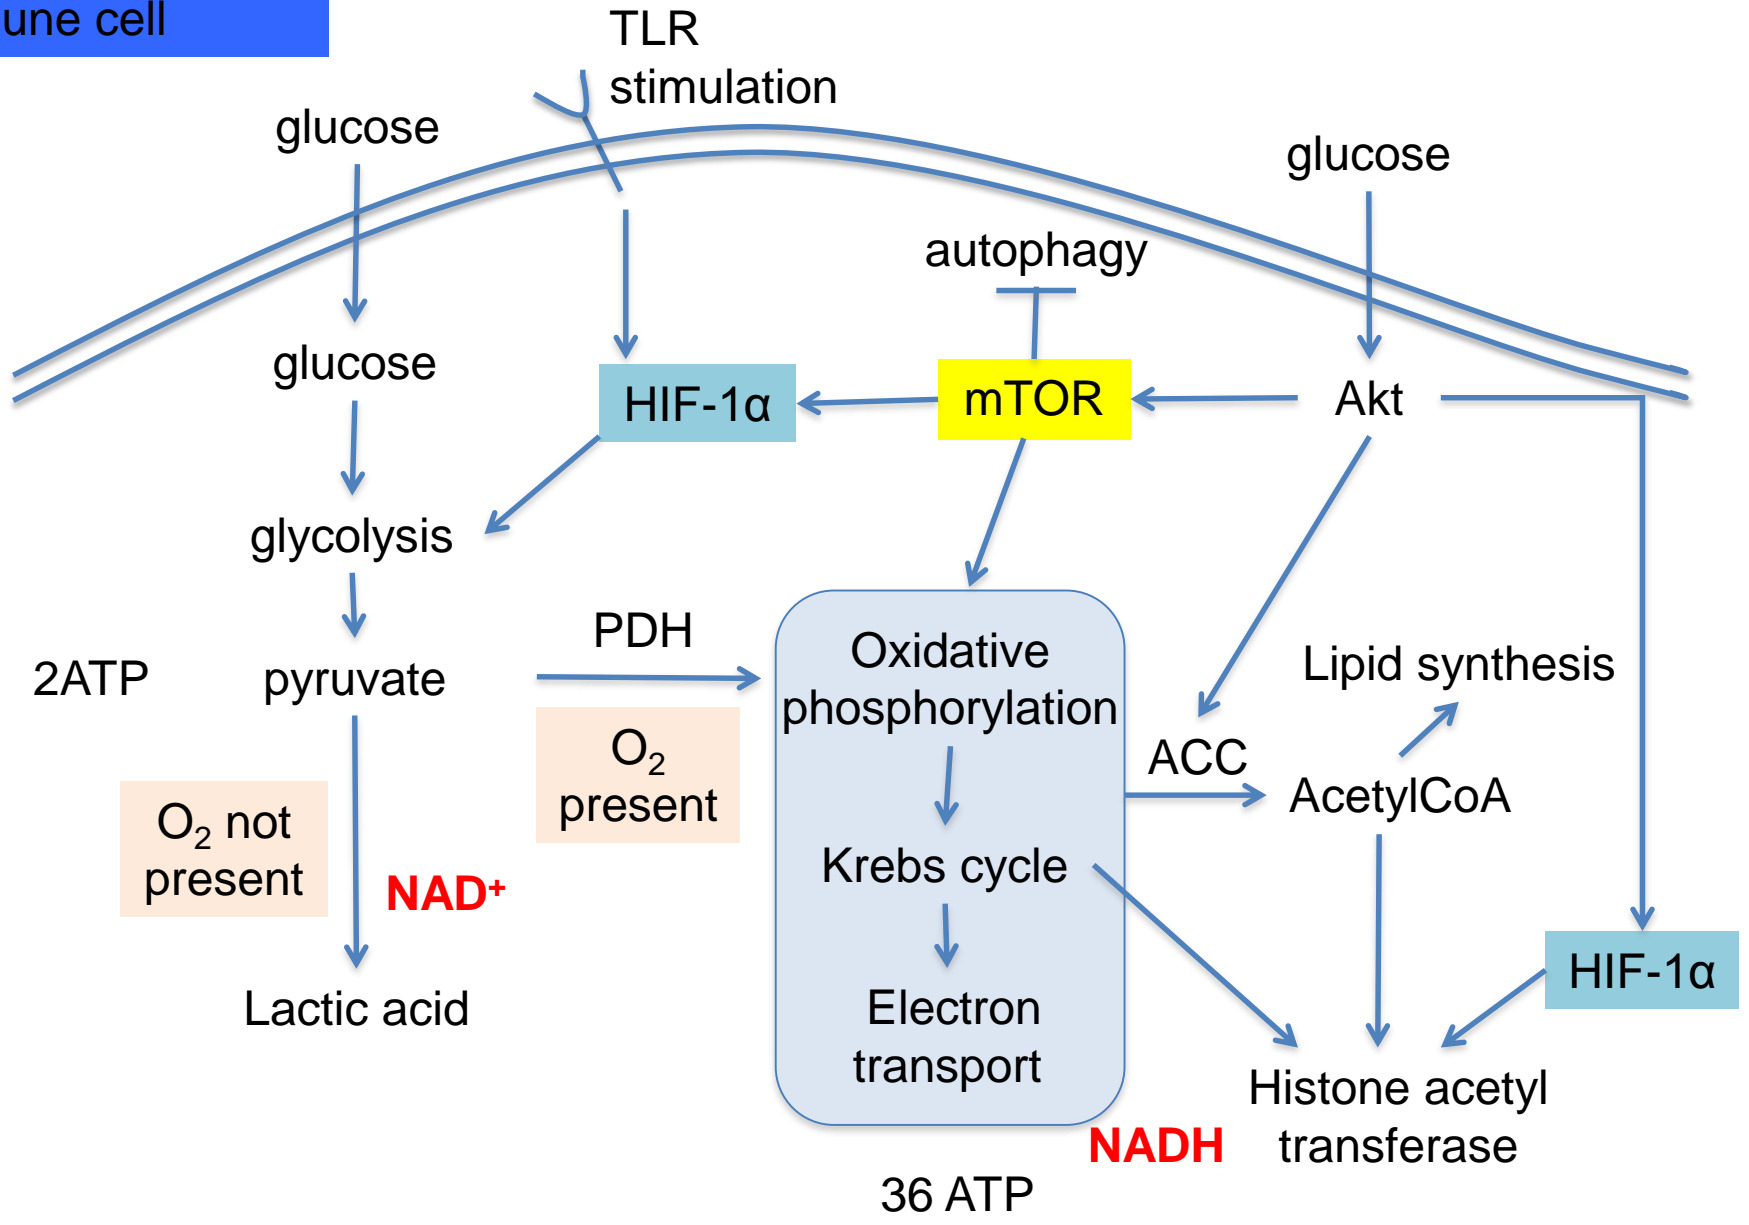 une cell
TLR
stimulation
glucose
glucose
autophagy
glucose
HIF-1α
mTOR
Akt
glycolysis
PDH
2ATP
pyruvate
O₂
present
O₂ not
present
NAD⁺
Lactic acid
Oxidative
phosphorylation
Krebs cycle
Electron
transport
Lipid synthesis
ACC
AcetylCoA
HIF-1α
Histone acetyl
transferase
NADH
36 ATP